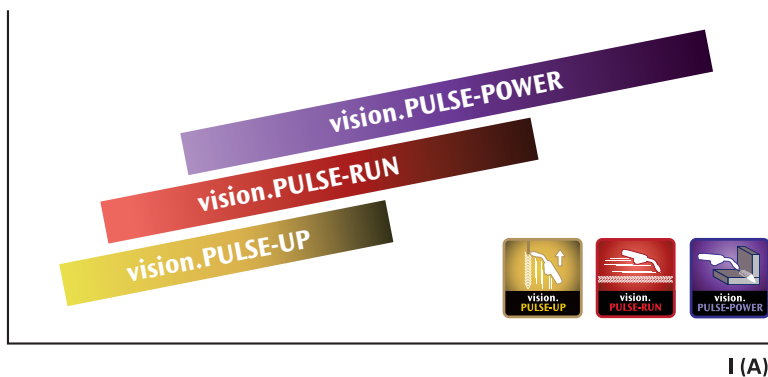 vision.PULSE-POWER
vision.PULSE-RUN
vision.PULSE-UP
vision.
PULSE-UP
vision.
PULSE-RUN
vision.
PULSE-POWER
I (A)